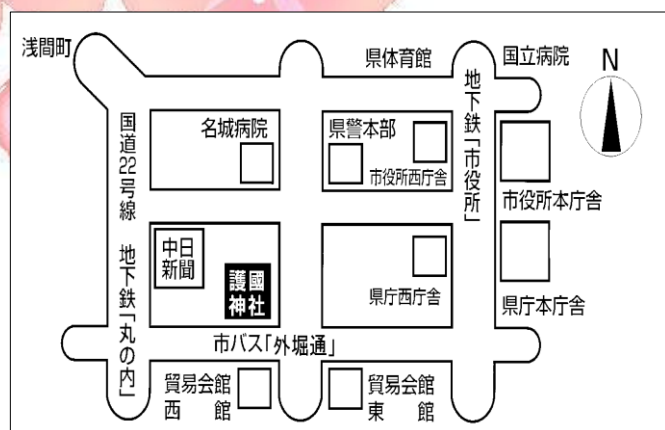 浅間町
県体育館
国立病院
N
国道22号線 地下鉄「丸の内」
名城病院
県警本部
市役所西庁舎
地下鉄「市役所」
市役所本庁舎
中日
新聞
護國
神社
県庁西庁舎
県庁本庁舎
市バス「外堀通」
貿易会館
西　館
貿易会館
東　館